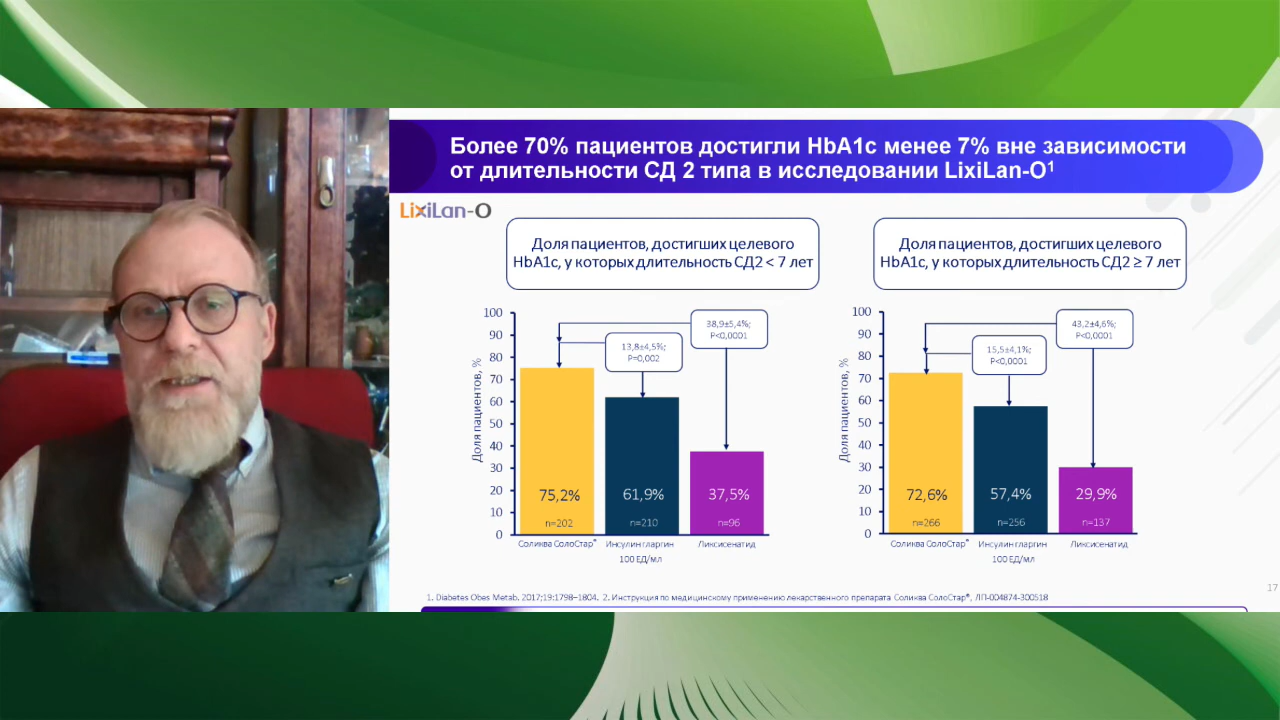 Более 70% пациентов достигли HbA1c менее 7% вне зависимости
от длительности СД 2 типа в исследовании LixiLan-O¹
LixiLan-O
Доля пациентов, достигших целевого
HbA1c, у которых длительность СД2 < 7 лет
Доля пациентов, %
100
90
80
70
60
50
40
30
20
10
0
38,9±5,4%;
P<0,0001
13,8±4,5%;
P=0,002
75,2%
n=202
61,9%
n=210
37,5%
n=96
Соликва СолоСтар®
Инсулин гларгин
100 ЕД/мл
Ликсисенатид
Доля пациентов, достигших целевого
HbA1c, у которых длительность СД2 ≥ 7 лет
Доля пациентов, %
100
90
80
70
60
50
40
30
20
10
0
43,2±4,6%;
P<0,0001
15,5±4,1%;
P<0,0001
72,6%
n=266
57,4%
n=256
29,9%
n=137
Соликва СолоСтар®
Инсулин гларгин
100 ЕД/мл
Ликсисенатид
17
1. Diabetes Obes Metab. 2017;19:1798–1804. 2. Инструкция по медицинскому применению лекарственного препарата Соликва СолоСтар®, ЛП-004874-300518